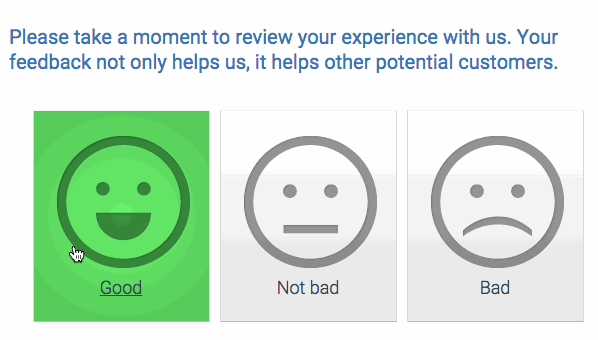 Please take a moment to review your experience with us. Your
feedback not only helps us, it helps other potential customers.
Good
Not bad
Bad